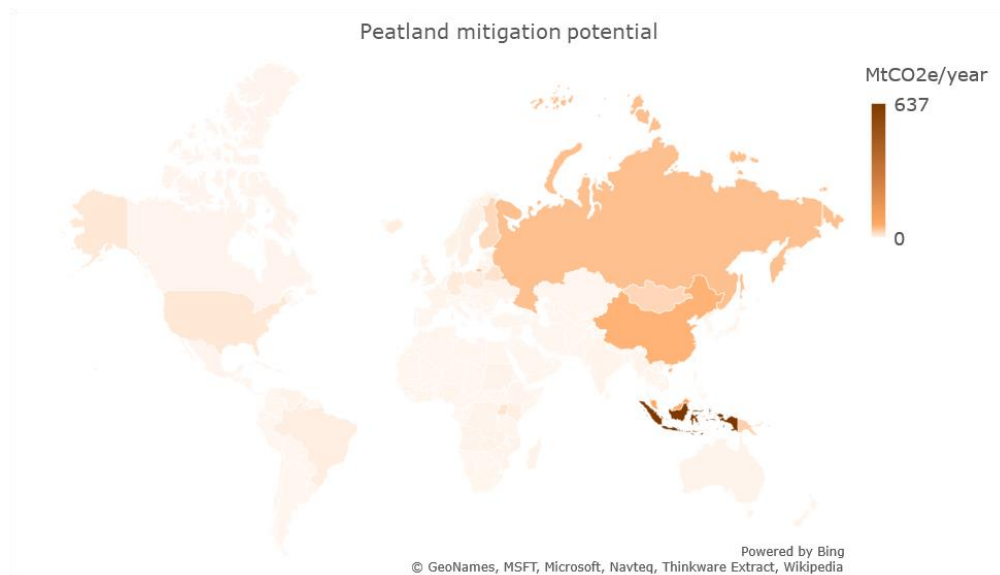 Peatland mitigation potential
MtCO2e/year
637
0
Powered by Bing
© GeoNames, MSFT, Microsoft, Navteq, Thinkware Extract, Wikipedia